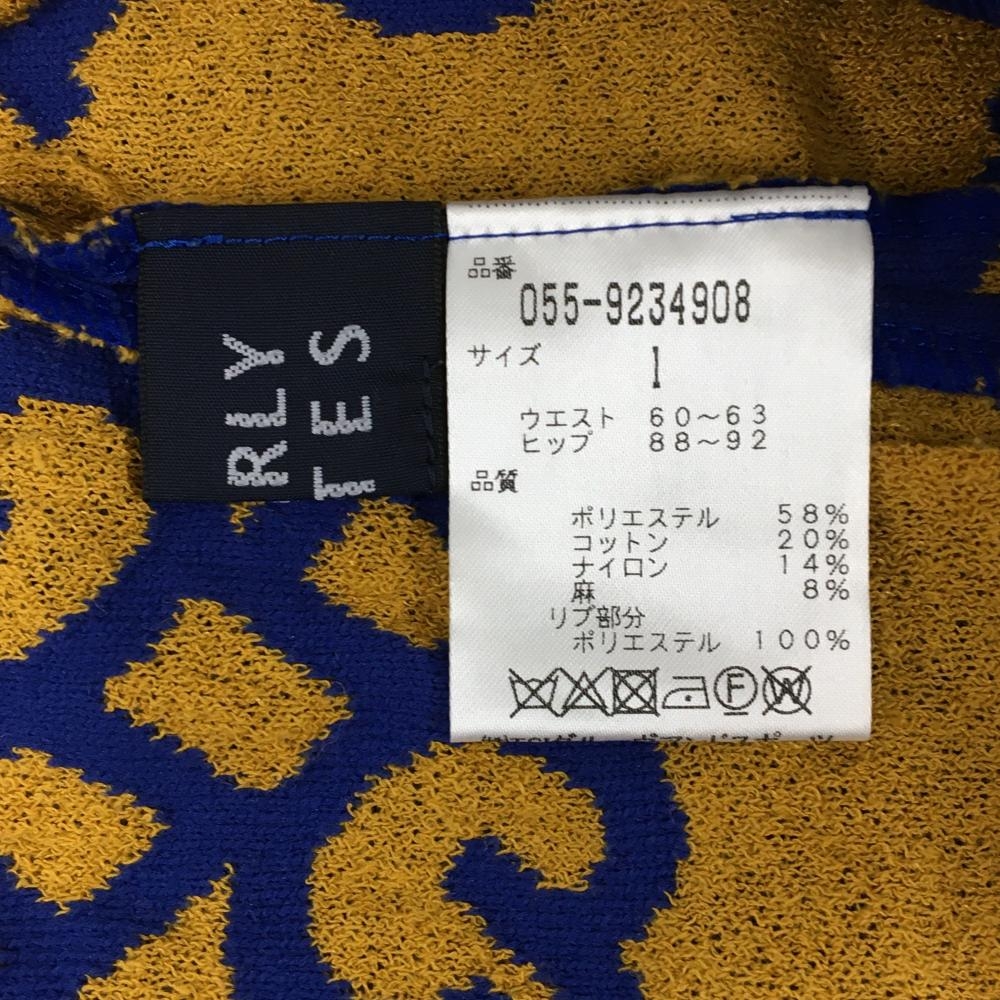 RLY
TES
品番
055-9234908
サイズ
1
ウエスト 60～63
ヒップ 88～92
品質
ポリエステル 58%
コットン 20%
ナイロン 14%
麻 8%
リブ部分
ポリエステル 100%
F W